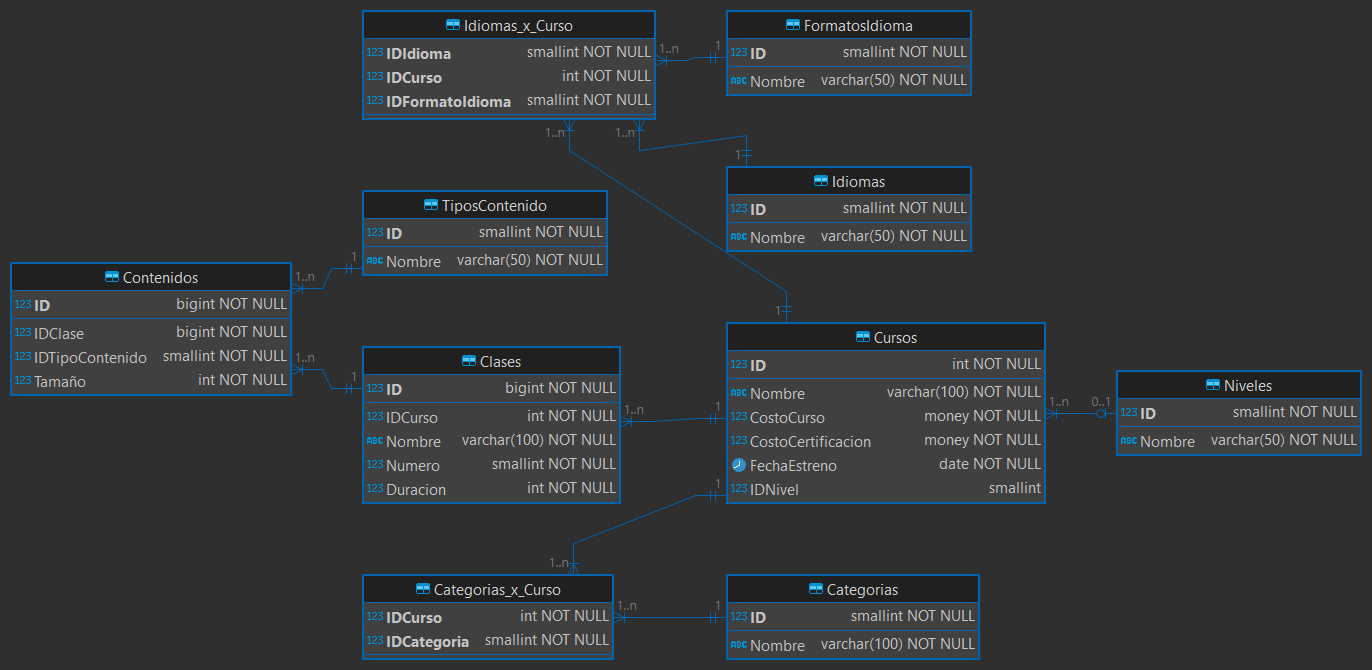 Idiomas_x_Curso
123 IDIdioma smallint NOT NULL
123 IDCurso int NOT NULL
123 IDFormatoIdioma smallint NOT NULL
1..n
1
FormatosIdioma
123 ID smallint NOT NULL
ABC Nombre varchar(50) NOT NULL
1..n
1..n
1
Idiomas
123 ID smallint NOT NULL
ABC Nombre varchar(50) NOT NULL
TiposContenido
123 ID smallint NOT NULL
ABC Nombre varchar(50) NOT NULL
1
1..n
Contenidos
123 ID bigint NOT NULL
123 IDClase bigint NOT NULL
123 IDTipoContenido smallint NOT NULL
123 Tamaño int NOT NULL
1..n
1
Clases
123 ID bigint NOT NULL
123 IDCurso int NOT NULL
ABC Nombre varchar(100) NOT NULL
123 Numero smallint NOT NULL
123 Duracion int NOT NULL
1..n
1
1
Cursos
123 ID int NOT NULL
ABC Nombre varchar(100) NOT NULL
123 CostoCurso money NOT NULL
123 CostoCertificacion money NOT NULL
FechaEstreno date NOT NULL
123 IDNivel smallint
1..n
0..1
Niveles
123 ID smallint NOT NULL
ABC Nombre varchar(50) NOT NULL
1
1..n
Categorias_x_Curso
123 IDCurso int NOT NULL
123 IDCategoria smallint NOT NULL
1..n
1
Categorias
123 ID smallint NOT NULL
ABC Nombre varchar(100) NOT NULL